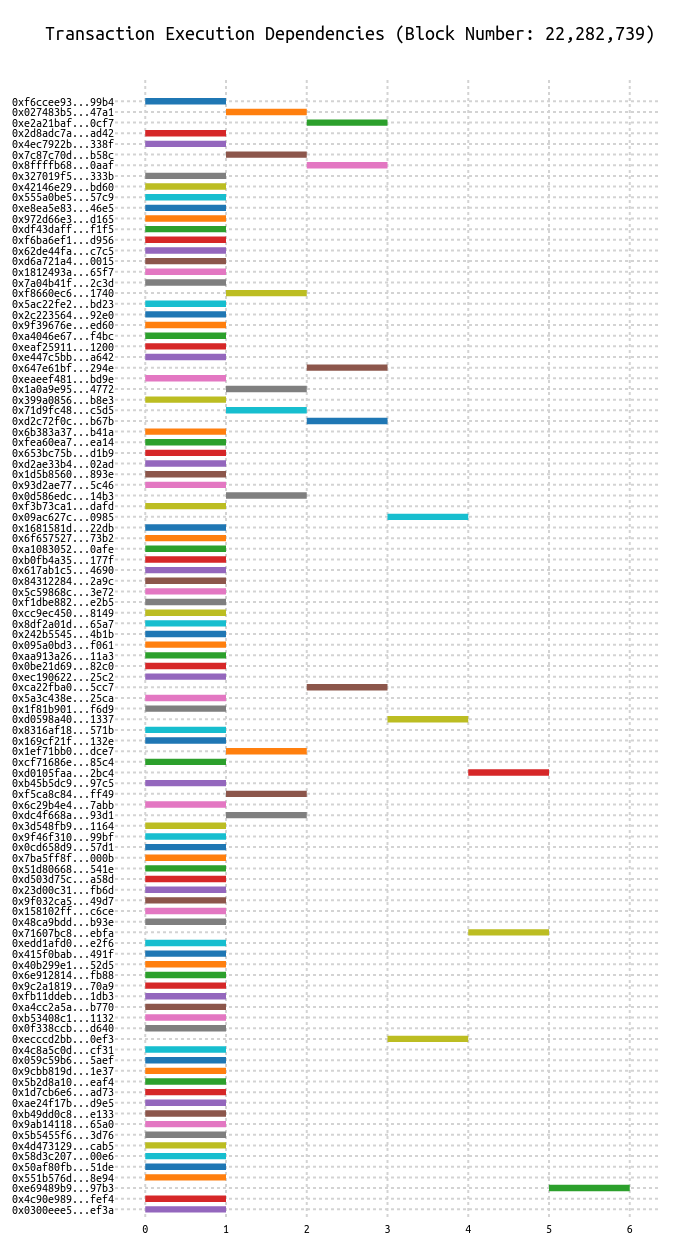 Transaction Execution Dependencies (Block Number: 22,282,739)
0xf6ccee93...99b4
0x027483b5...47a1
0xe2a21baf...0cf7
0x2d8adc7a...ad42
0x4ec7922b...338f
0x7c87c70d...b58c
0x8ffffb68...0aaf
0x327019f5...333b
0x42146e29...bd60
0x555a0be5...57c9
0xe8ea5e83...46e5
0x972d66e3...d165
0xdf43daff...f1f5
0xf6ba6ef1...d956
0x62de44fa...c7c5
0xd6a721a4...0015
0x1812493a...65f7
0x7a04b41f...2c3d
0xf8660ec6...1740
0x5ac22fe2...bd23
0x2c223564...92e0
0x9f39676e...ed60
0xa4046e67...f4bc
0xeaf25911...1200
0xe447c5bb...a642
0x647e61bf...294e
0xeaeef481...bd9e
0x1a0a9e95...4772
0x399a0856...b8e3
0x71d9fc48...c5d5
0xd2c72f0c...b67b
0x6b383a37...b41a
0xfea60ea7...ea14
0x653bc75b...d1b9
0xd2ae33b4...02ad
0x1d5b8560...893e
0x93d2ae77...5c46
0x0d586edc...14b3
0xf3b73ca1...dafd
0x09ac627c...0985
0x1681581d...22db
0x6f657527...73b2
0xa1083052...0afe
0xb0fb4a35...177f
0x617ab1c5...4690
0x84312284...2a9c
0x5c59868c...3e72
0xf1dbe882...e2b5
0xcc9ec450...8149
0x8df2a01d...65a7
0x242b5545...4b1b
0x095a0bd3...f061
0xaa913a26...11a3
0x0be21d69...82c0
0xec190622...25c2
0xca22fba0...5cc7
0x5a3c438e...25ca
0x1f81b901...f6d9
0xd0598a40...1337
0x8316af18...571b
0x169cf21f...132e
0x1ef71bb0...dce7
0xcf71686e...85c4
0xd0105faa...2bc4
0xb45b5dc9...97c5
0xf5ca8c84...ff49
0x6c29b4e4...7abb
0xdc4f668a...93d1
0x3d548fb9...1164
0x9f46f310...99bf
0x0cd658d9...57d1
0x7ba5ff8f...000b
0x51d80668...541e
0xd503d75c...a58d
0x23d00c31...fb6d
0x9f032ca5...49d7
0x158102ff...c6ce
0x48ca9bdd...b93e
0x71607bc8...ebfa
0xedd1afd0...e2f6
0x415f0bab...491f
0x40b299e1...52d5
0x6e912814...fb88
0x9c2a1819...70a9
0xfb11ddeb...1db3
0xa4cc2a5a...b770
0xb53408c1...1132
0x0f338ccb...d640
0xecccd2bb...0ef3
0x4c8a5c0d...cf31
0x059c59b6...5aef
0x9cbb819d...1e37
0x5b2d8a10...eaf4
0x1d7cb6e6...ad73
0xae24f17b...d9e5
0xb49dd0c8...e133
0x9ab14118...65a0
0x5b5455f6...3d76
0x4d473129...cab5
0x58d3c207...00e6
0x50af80fb...51de
0x551b576d...8e94
0xe69489b9...97b3
0x4c90e989...fef4
0x0300eee5...ef3a
0 1 2 3 4 5 6